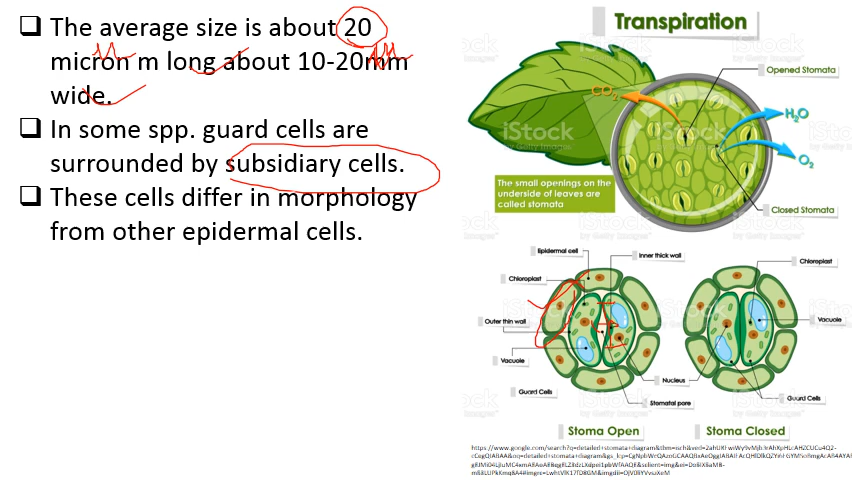 The average size is about 20
micron m long about 10-20mm
wide.
In some spp. guard cells are
surrounded by subsidiary cells.
These cells differ in morphology
from other epidermal cells.
Transpiration
Opened Stomata
CO₂
H₂O
O₂
iStock
Getty Images
The small openings on the
underside of leaves are
called stomata
Closed Stomata
Epidermal cell
Inner thick wall
Chloroplast
Outer thin wall
Vacuole
Guard Cells
Nucleus
Stomatal pore
Stoma Open
Chloroplast
Vacuole
Guard Cells
Stoma Closed